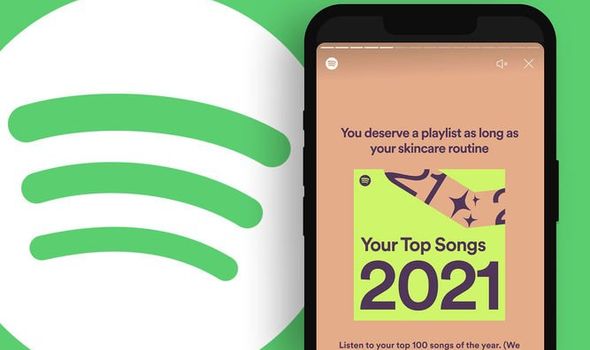 You deserve a playlist as long as
your skincare routine
21
Your Top Songs
2021
Listen to your top 100 songs of the year. (We